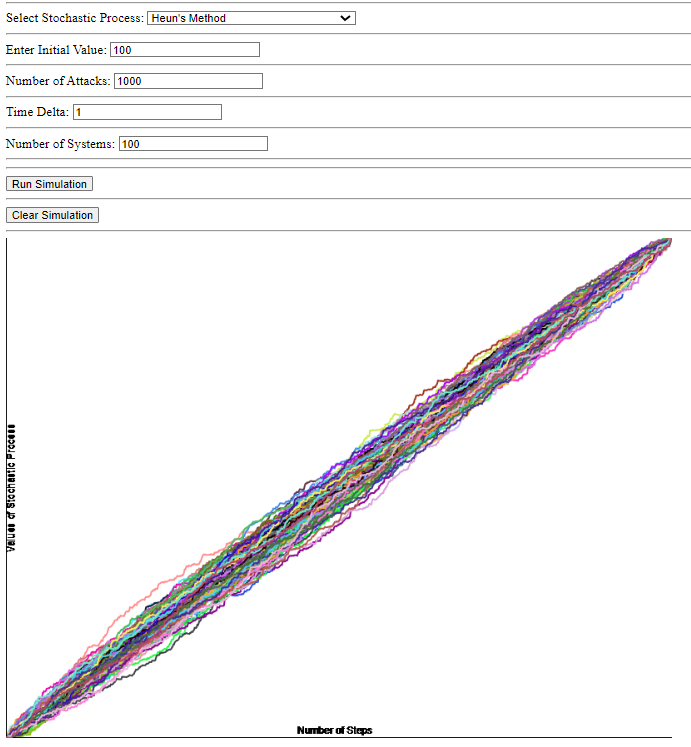 Select Stochastic Process: Heun's Method
Enter Initial Value: 100
Number of Attacks: 1000
Time Delta: 1
Number of Systems: 100
Run Simulation
Clear Simulation
Values of Stochastic Process
Number of Steps